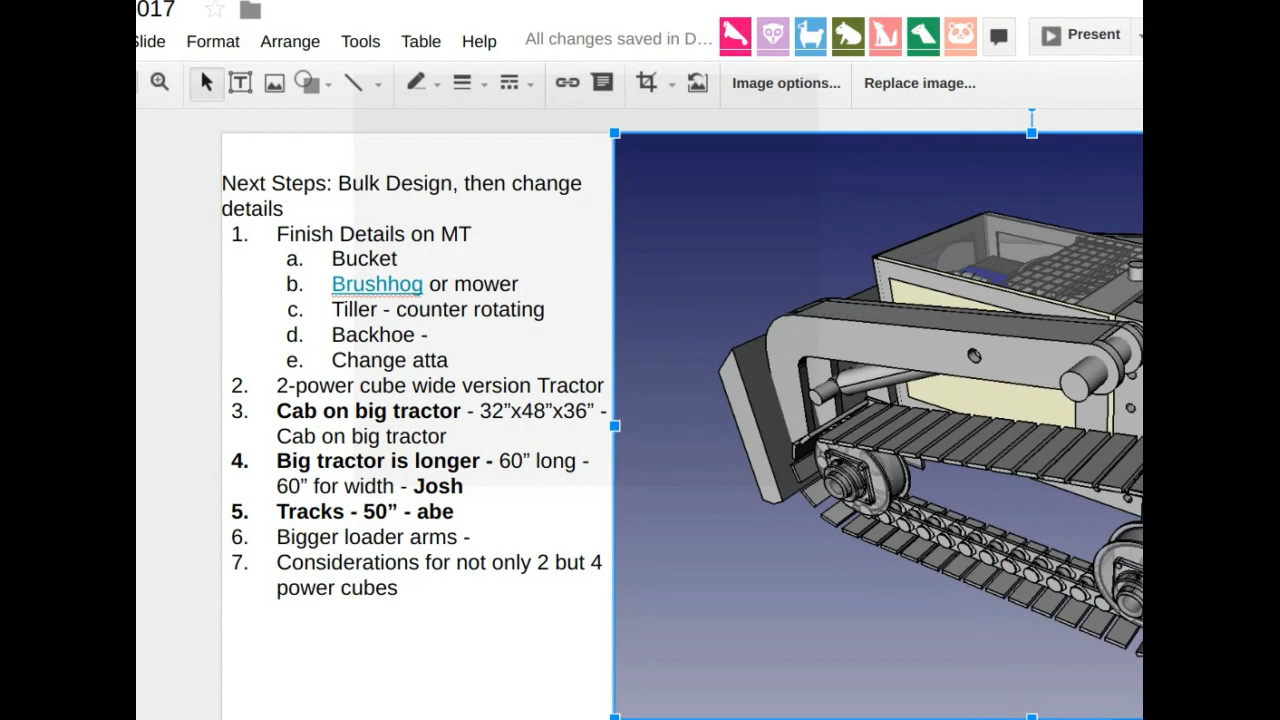 017
Slide Format Arrange Tools Table Help All changes saved in D... Present
Image options... Replace image...
Next Steps: Bulk Design, then change
details
1. Finish Details on MT
a. Bucket
b. Brushhog or mower
c. Tiller - counter rotating
d. Backhoe -
e. Change atta
2. 2-power cube wide version Tractor
3. Cab on big tractor - 32”x48”x36” -
Cab on big tractor
4. Big tractor is longer - 60” long -
60” for width - Josh
5. Tracks - 50” - abe
6. Bigger loader arms -
7. Considerations for not only 2 but 4
power cubes